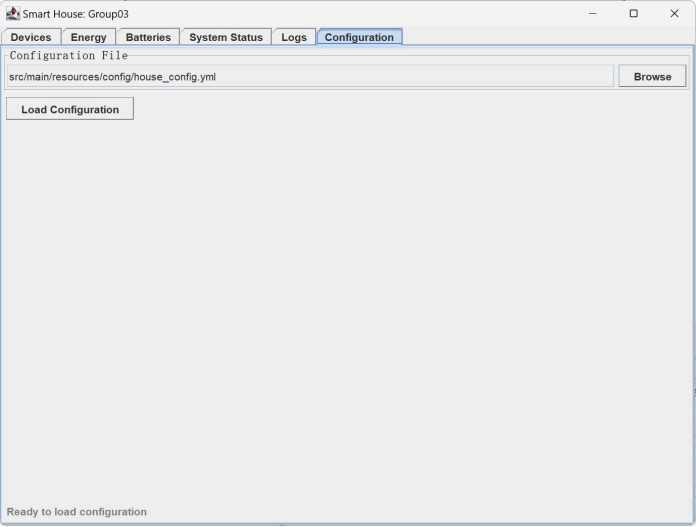 Smart House: Group03
Devices Energy Batteries System Status Logs Configuration
Configuration File
src/main/resources/config/house_config.yml Browse
Load Configuration
Ready to load configuration